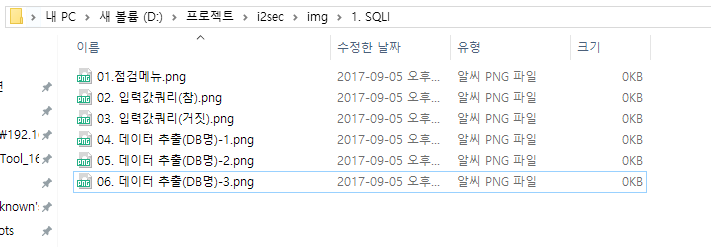 내 PC > 새 볼륨 (D:) > 프로젝트 > i2sec > img > 1. SQLI
이름 수정한 날짜 유형 크기
01.점검메뉴.png 2017-09-05 오후... 알씨 PNG 파일 0KB
02. 입력값쿼리(참).png 2017-09-05 오후... 알씨 PNG 파일 0KB
03. 입력값쿼리(거짓).png 2017-09-05 오후... 알씨 PNG 파일 0KB
#192.1 04. 데이터 추출(DB명)-1.png 2017-09-05 오후... 알씨 PNG 파일 0KB
Tool_16 05. 데이터 추출(DB명)-2.png 2017-09-05 오후... 알씨 PNG 파일 0KB
06. 데이터 추출(DB명)-3.png 2017-09-05 오후... 알씨 PNG 파일 0KB
known's
ots